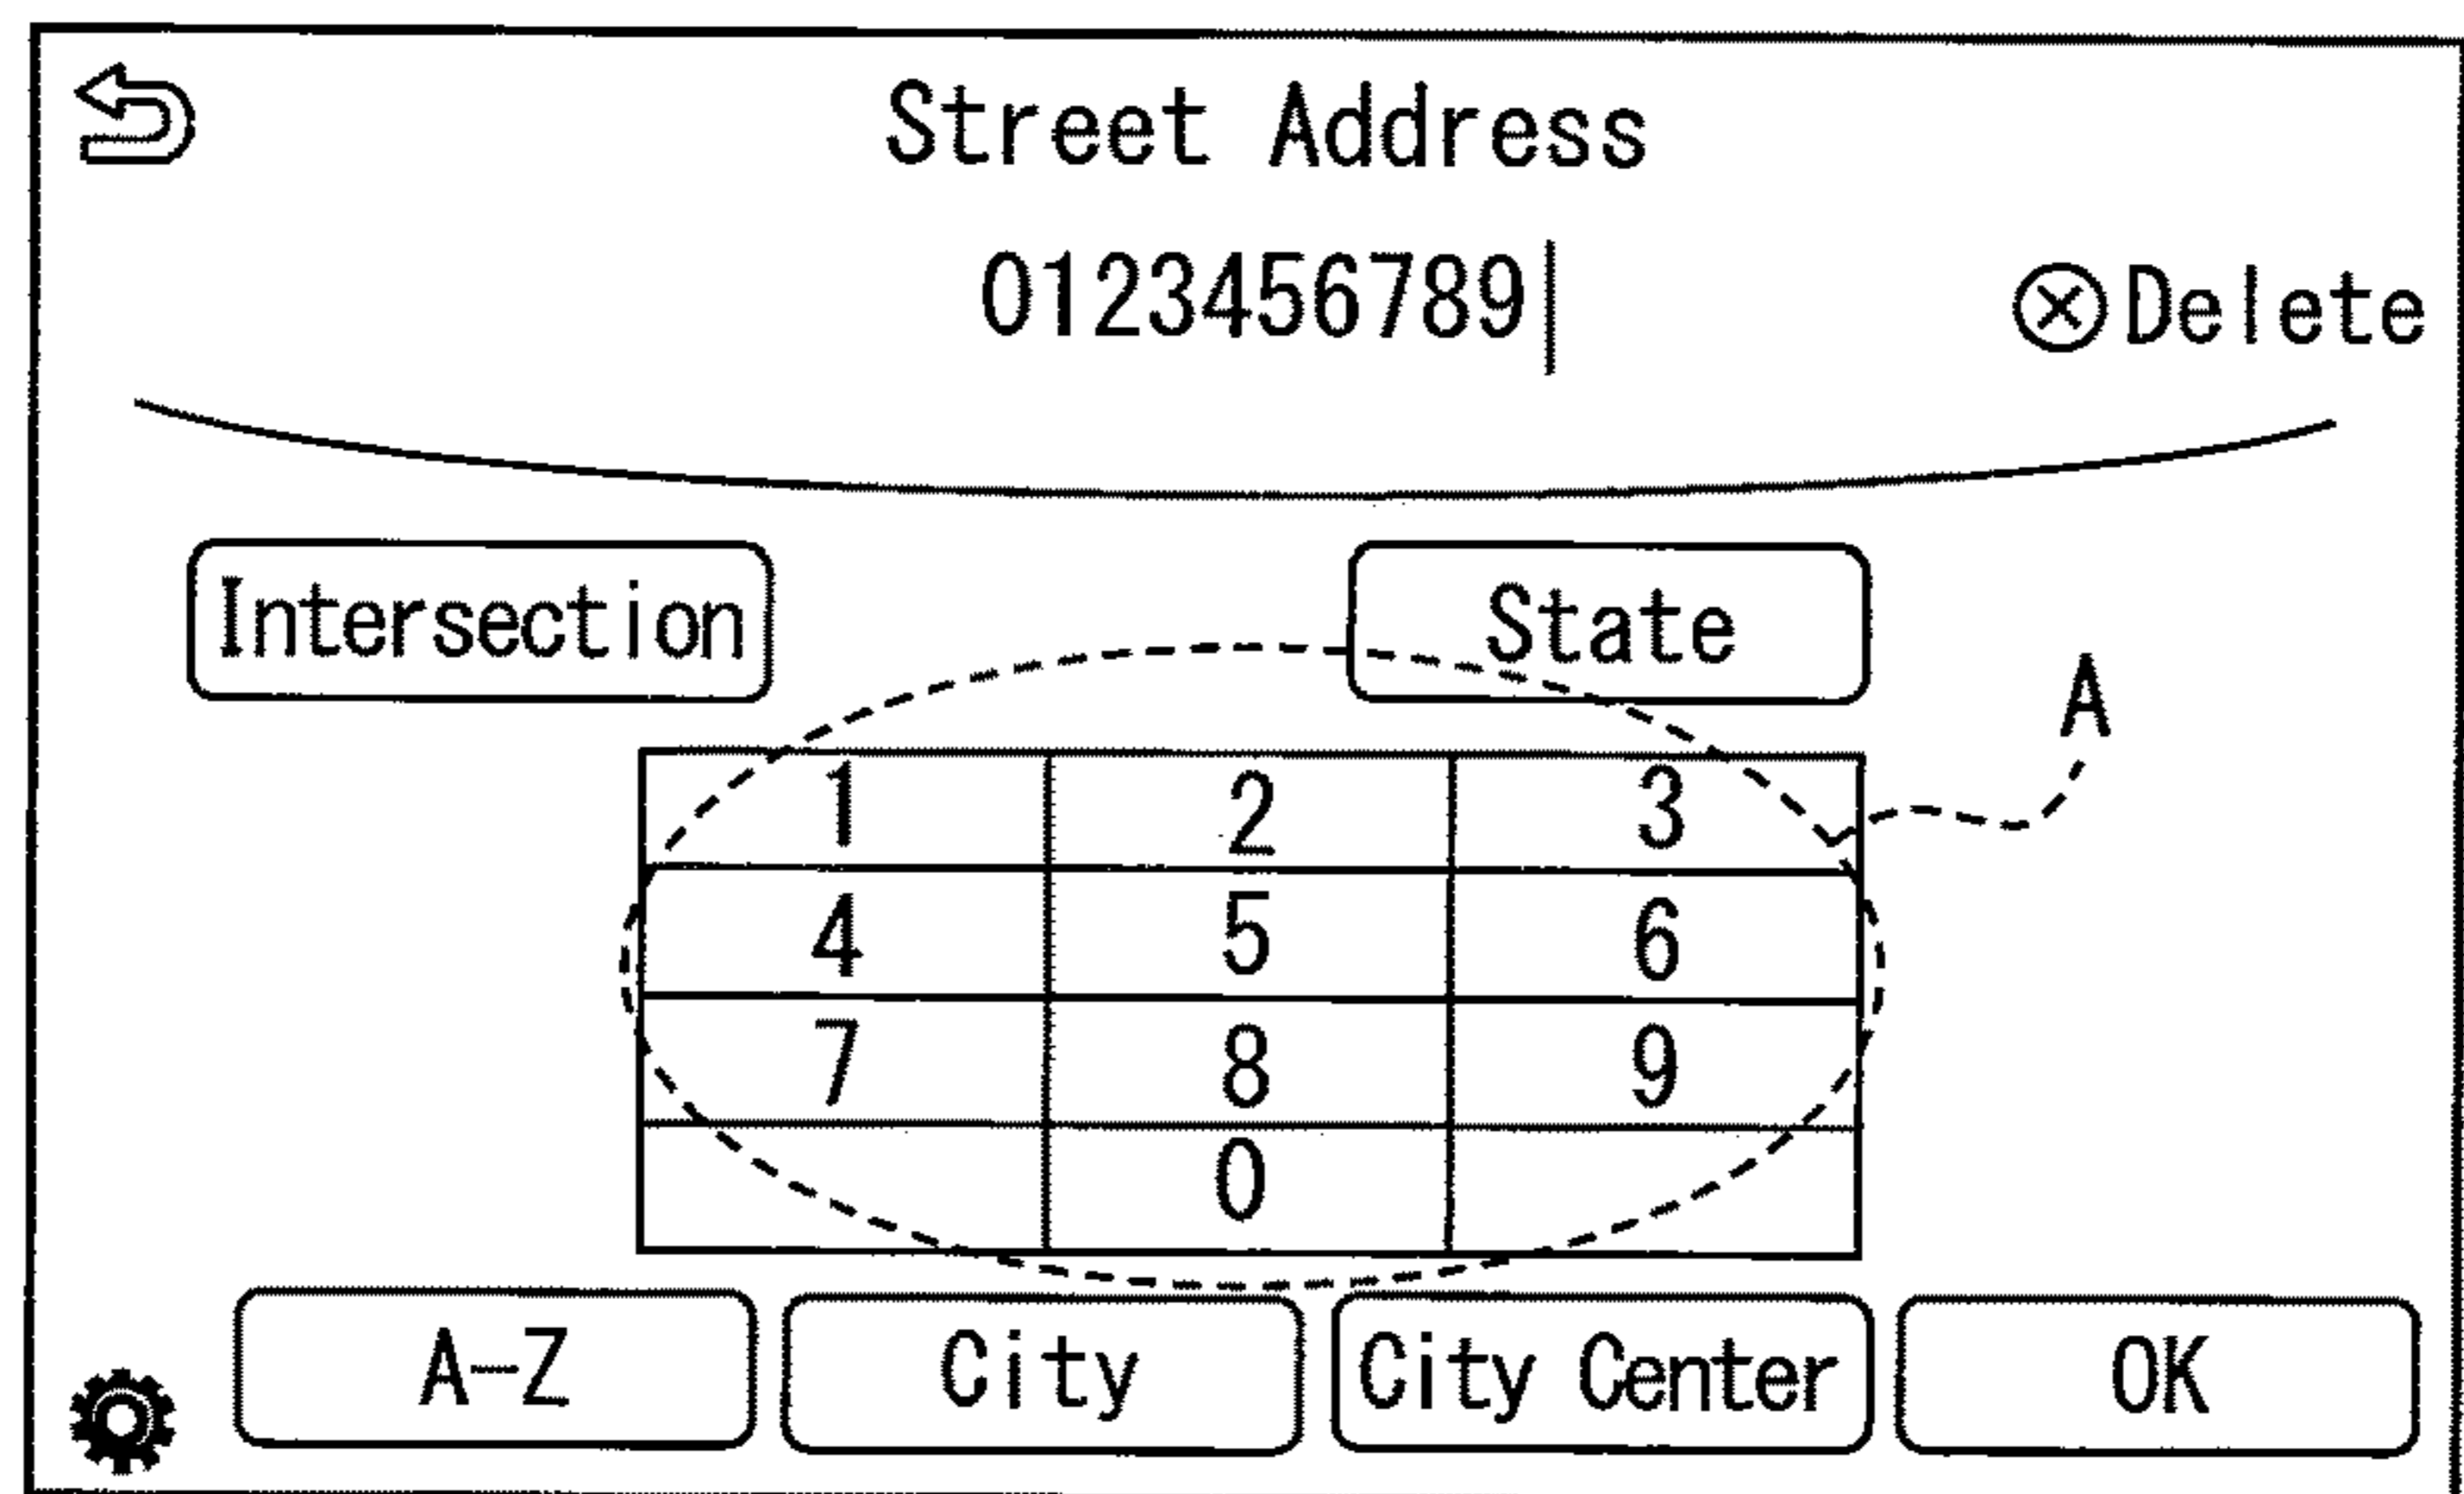 Street Address
0123456789
Delete
Intersection
State
A
1 2 3
4 5 6
7 8 9
0
A-Z
City
City Center
OK